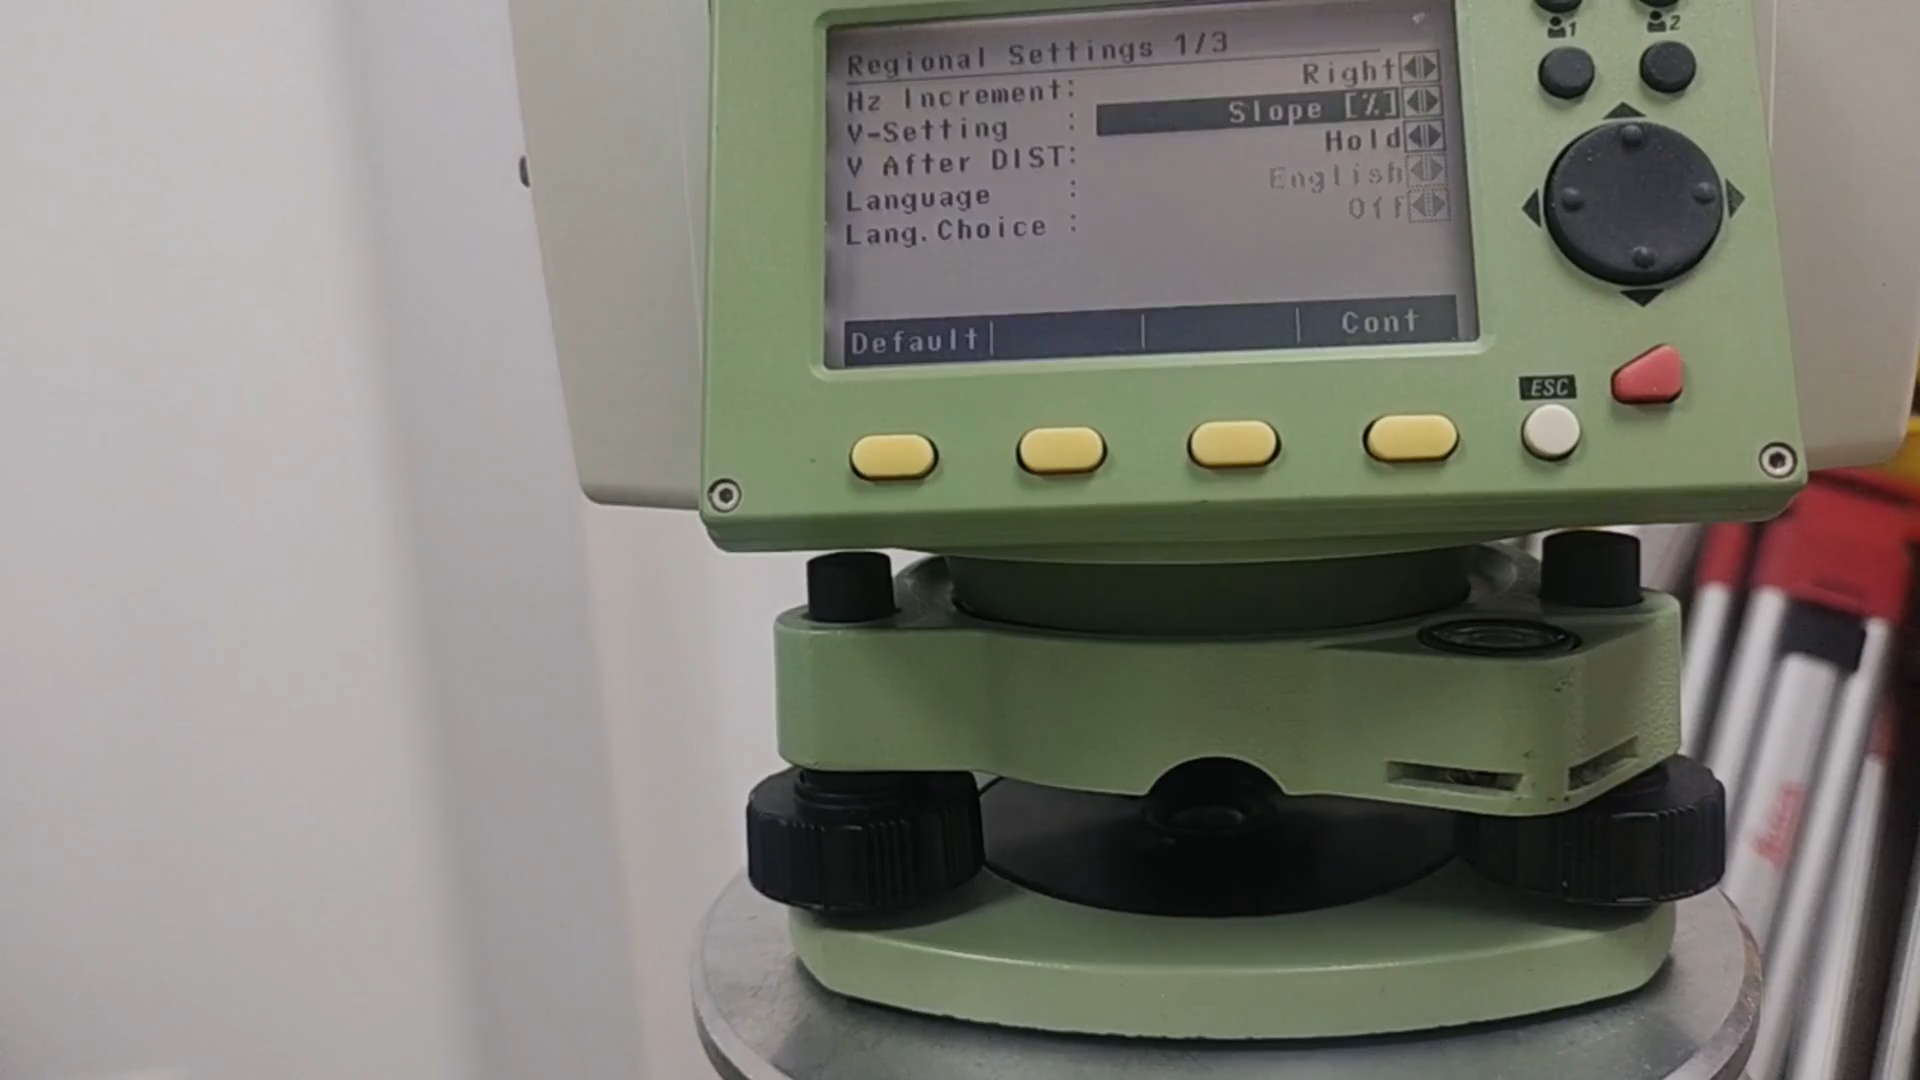 Regional Settings 1/3
Hz Increment: Right
V-Setting : Slope [%]
V After DIST: Hold
Language : English
Lang.Choice : Off
Default Cont
1
2
ESC